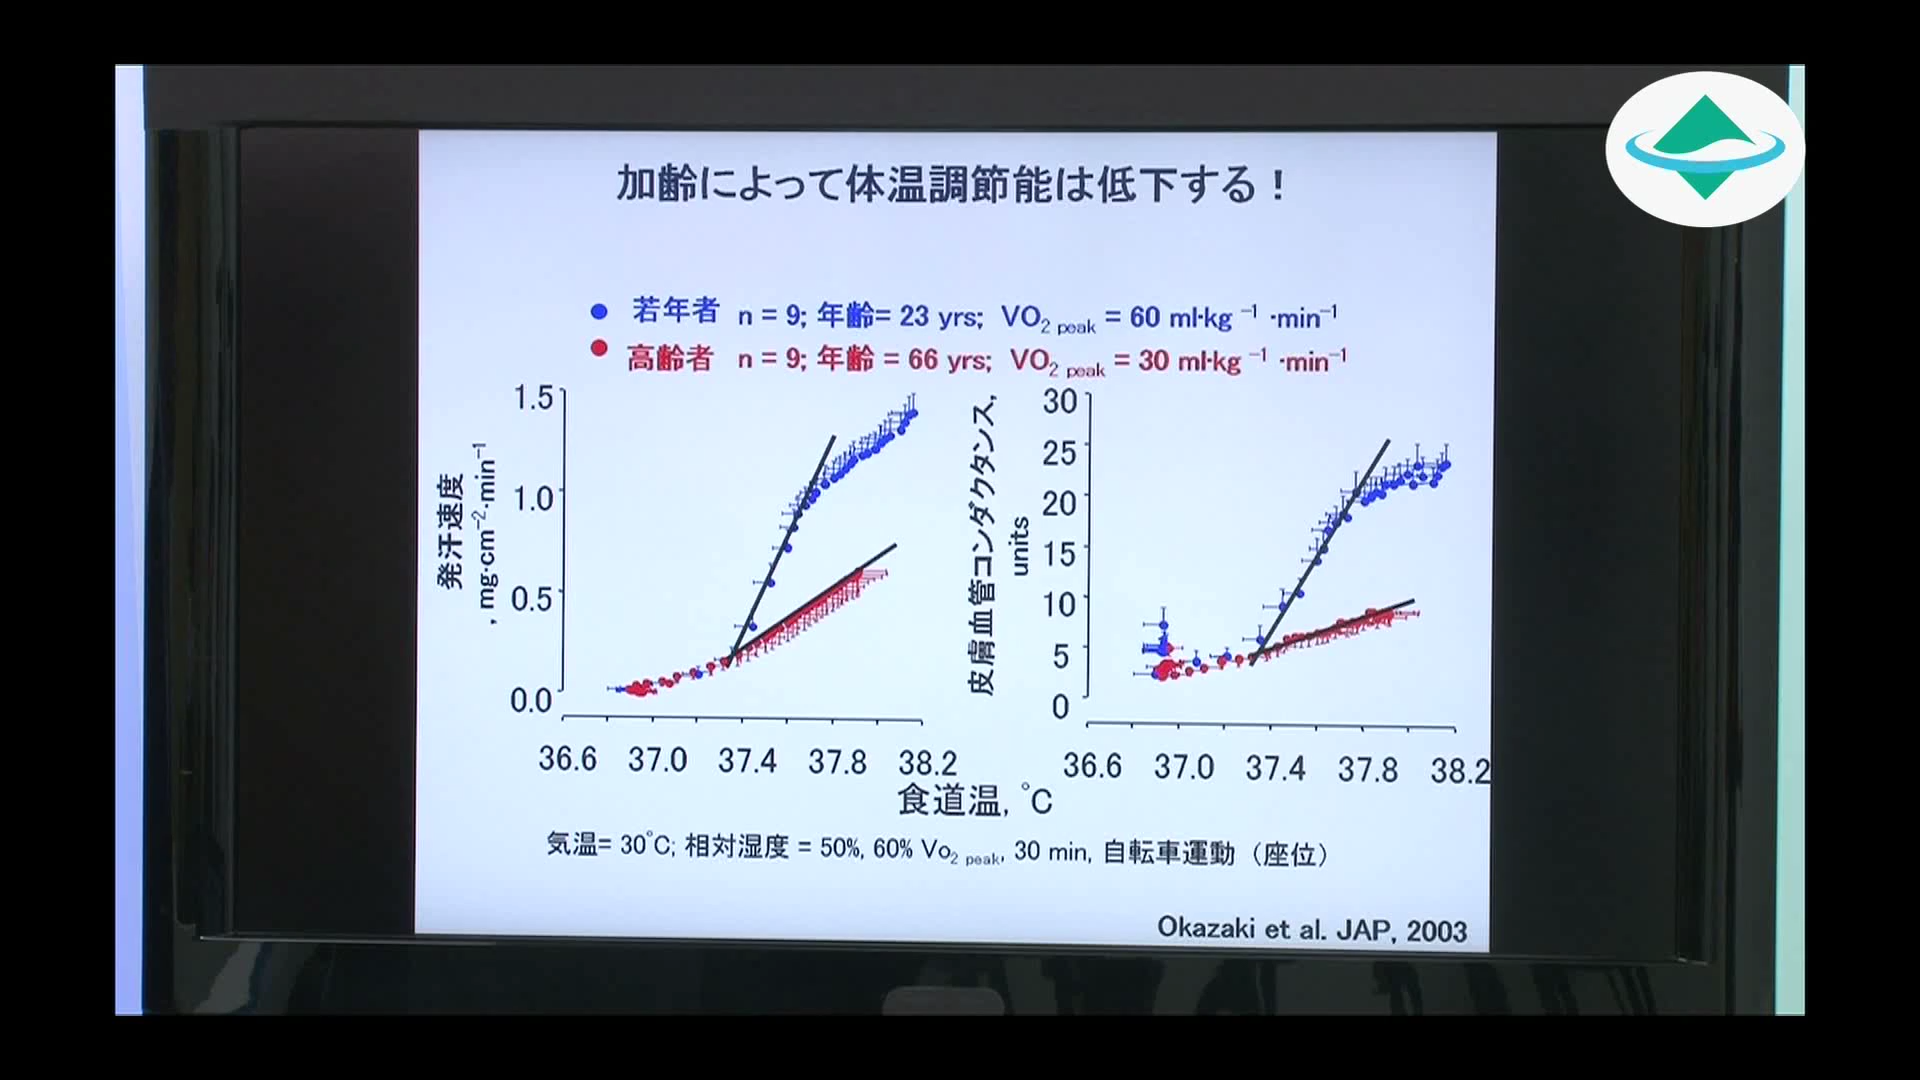 加齢によって体温調節能は低下する！
若年者 n = 9; 年齢= 23 yrs; VO2 peak = 60 ml·kg −1 ·min−1
高齢者 n = 9; 年齢 = 66 yrs; VO2 peak = 30 ml·kg −1 ·min−1
発汗速度
, mg·cm−2·min−1
1.5
1.0
0.5
0.0
36.6 37.0 37.4 37.8 38.2
皮膚血管コンダクタンス,
units
30
25
20
15
10
5
0
36.6 37.0 37.4 37.8 38.2
食道温, °C
気温= 30°C; 相対湿度 = 50%, 60% Vo2 peak, 30 min, 自転車運動（座位）
Okazaki et al. JAP, 2003